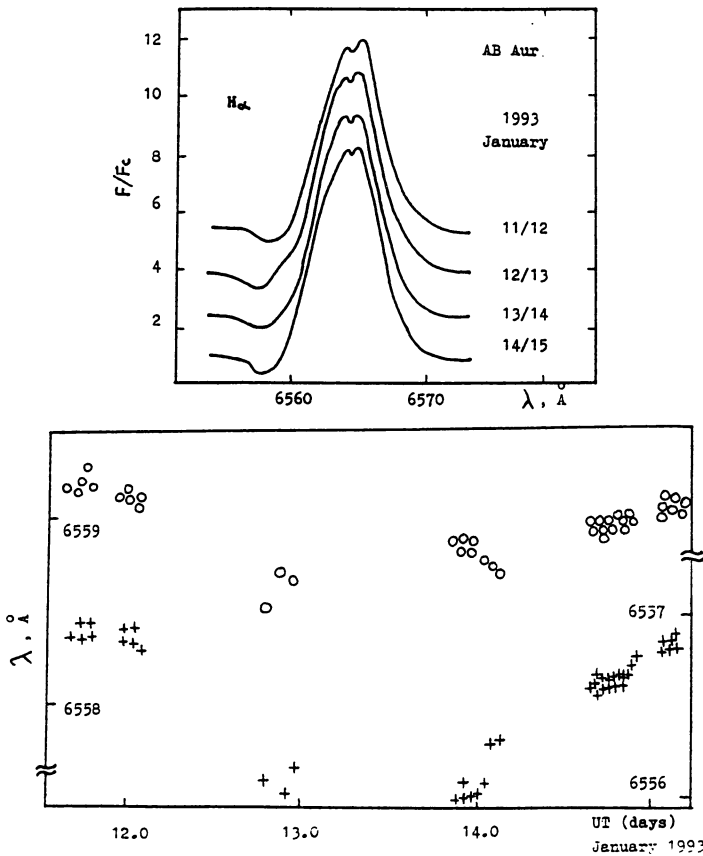 12
AB Aur.
10
Hα
1993
January
8
F/Fc
6
11/12
4
12/13
13/14
2
14/15
6560
6570
λ, Å
6559
6557
λ, Å
6558
6556
12.0
13.0
14.0
UT (days)
January 1993